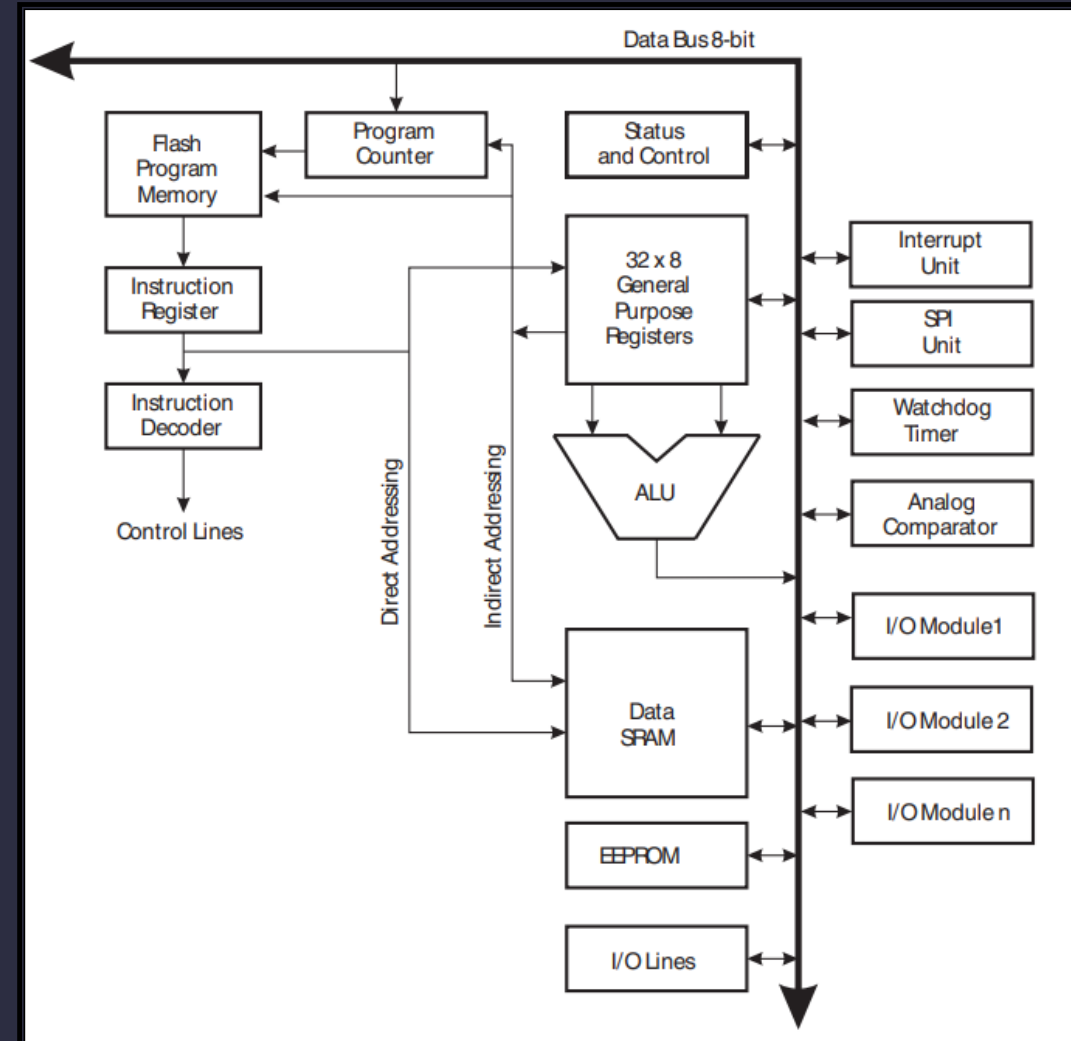 Data Bus 8-bit
Flash
Program
Memory
Program
Counter
Status
and Control
Interrupt
Unit
32 x 8
General
Purpose
Registers
Instruction
Register
SPI
Unit
Instruction
Decoder
Watchdog
Timer
Direct Addressing
Indirect Addressing
ALU
Analog
Comparator
Control Lines
I/O Module1
Data
SRAM
I/O Module 2
I/O Module n
EEPROM
I/O Lines